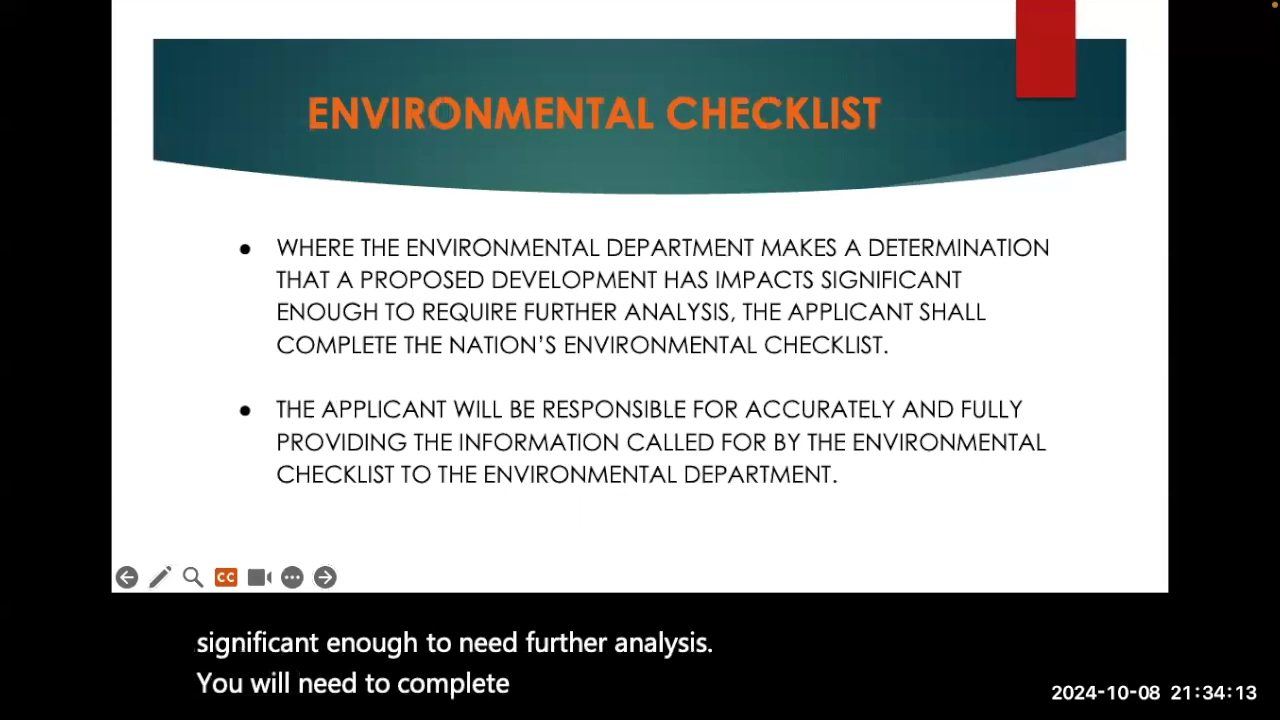 ENVIRONMENTAL CHECKLIST
● WHERE THE ENVIRONMENTAL DEPARTMENT MAKES A DETERMINATION
THAT A PROPOSED DEVELOPMENT HAS IMPACTS SIGNIFICANT
ENOUGH TO REQUIRE FURTHER ANALYSIS, THE APPLICANT SHALL
COMPLETE THE NATION’S ENVIRONMENTAL CHECKLIST.
● THE APPLICANT WILL BE RESPONSIBLE FOR ACCURATELY AND FULLY
PROVIDING THE INFORMATION CALLED FOR BY THE ENVIRONMENTAL
CHECKLIST TO THE ENVIRONMENTAL DEPARTMENT.
CC
significant enough to need further analysis.
You will need to complete
2024-10-08 21:34:13